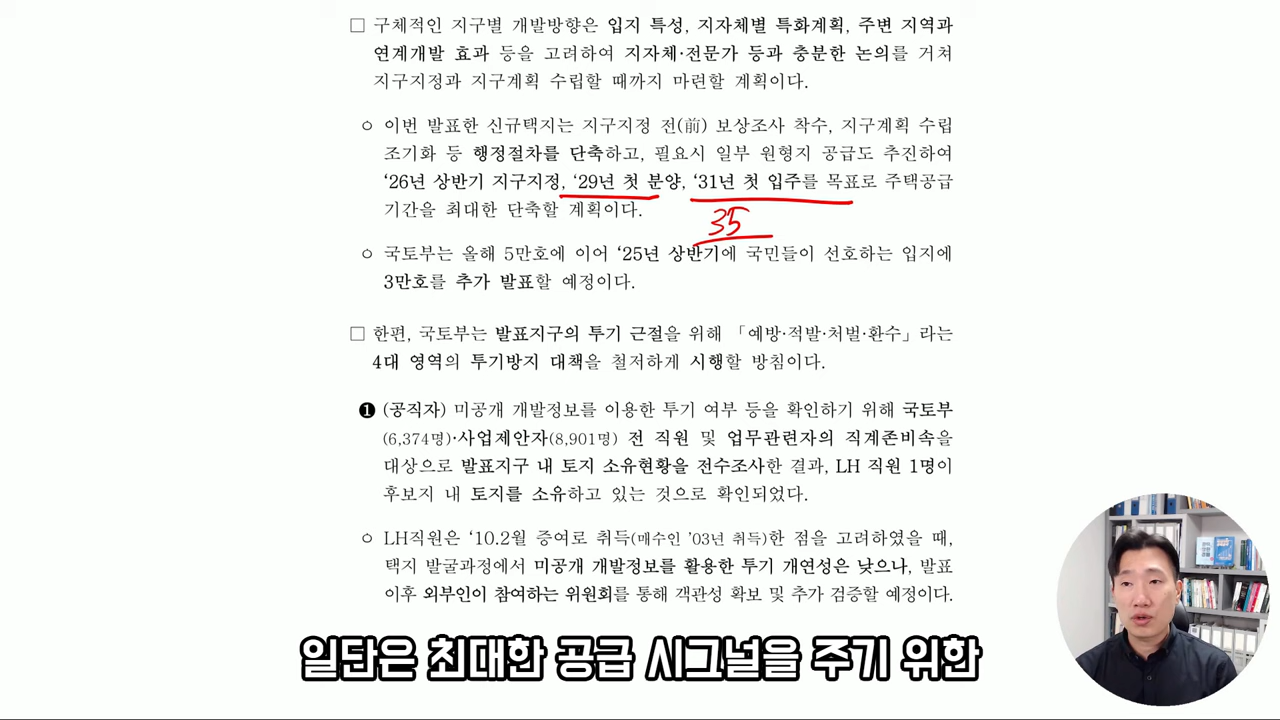 □ 구체적인 지구별 개발방향은 입지 특성, 지자체별 특화계획, 주변 지역과
연계개발 효과 등을 고려하여 지자체·전문가 등과 충분한 논의를 거쳐
지구지정과 지구계획 수립할 때까지 마련할 계획이다.
ㅇ 이번 발표한 신규택지는 지구지정 전(前) 보상조사 착수, 지구계획 수립
조기화 등 행정절차를 단축하고, 필요시 일부 원형지 공급도 추진하여
‘26년 상반기 지구지정, ‘29년 첫 분양, ‘31년 첫 입주를 목표로 주택공급
기간을 최대한 단축할 계획이다.
35
ㅇ 국토부는 올해 5만호에 이어 ‘25년 상반기에 국민들이 선호하는 입지에
3만호를 추가 발표할 예정이다.
□ 한편, 국토부는 발표지구의 투기 근절을 위해 「예방·적발·처벌·환수」라는
4대 영역의 투기방지 대책을 철저하게 시행할 방침이다.
❶ (공직자) 미공개 개발정보를 이용한 투기 여부 등을 확인하기 위해 국토부
(6,374명)·사업제안자(8,901명) 전 직원 및 업무관련자의 직계존비속을
대상으로 발표지구 내 토지 소유현황을 전수조사한 결과, LH 직원 1명이
후보지 내 토지를 소유하고 있는 것으로 확인되었다.
ㅇ LH직원은 ‘10.2월 증여로 취득(매수인 ’03년 취득)한 점을 고려하였을 때,
택지 발굴과정에서 미공개 개발정보를 활용한 투기 개연성은 낮으나, 발표
이후 외부인이 참여하는 위원회를 통해 객관성 확보 및 추가 검증할 예정이다.
일단은 최대한 공급 시그널을 주기 위한